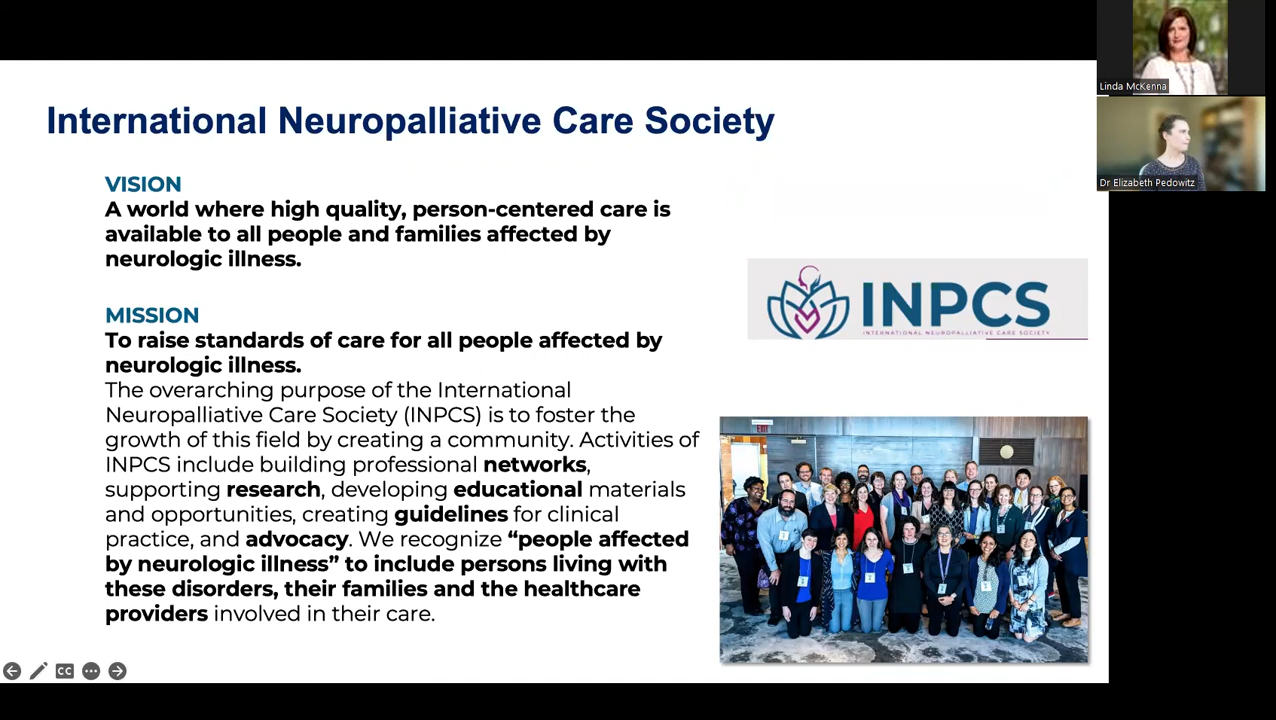 International Neuropalliative Care Society
VISION
A world where high quality, person-centered care is
available to all people and families affected by
neurologic illness.
MISSION
To raise standards of care for all people affected by
neurologic illness.
The overarching purpose of the International
Neuropalliative Care Society (INPCS) is to foster the
growth of this field by creating a community. Activities of
INPCS include building professional networks,
supporting research, developing educational materials
and opportunities, creating guidelines for clinical
practice, and advocacy. We recognize “people affected
by neurologic illness” to include persons living with
these disorders, their families and the healthcare
providers involved in their care.
INPCS
INTERNATIONAL NEUROPALLIATIVE CARE SOCIETY
EXIT
Linda McKenna
Dr Elizabeth Pedowitz
CC